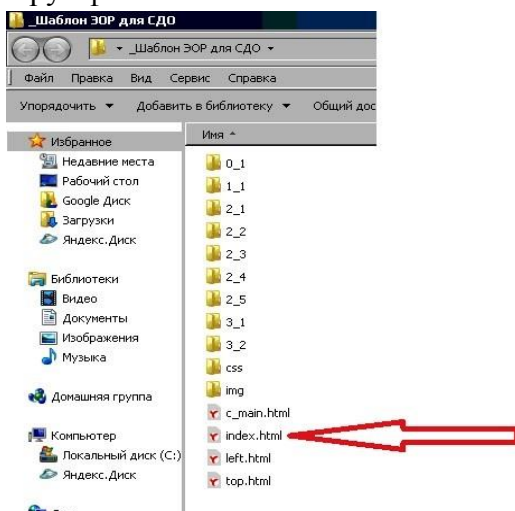 _Шаблон ЭОР для СДО
_Шаблон ЭОР для СДО
Файл Правка Вид Сервис Справка
Упорядочить Добавить в библиотеку Общий дос
Избранное
Недавние места
Рабочий стол
Google Диск
Загрузки
Яндекс.Диск
Библиотеки
Видео
Документы
Изображения
Музыка
Домашняя группа
Компьютер
Локальный диск (C:)
Яндекс.Диск
Имя
0_1
1_1
2_1
2_2
2_3
2_4
2_5
3_1
3_2
css
img
c_main.html
index.html
left.html
top.html